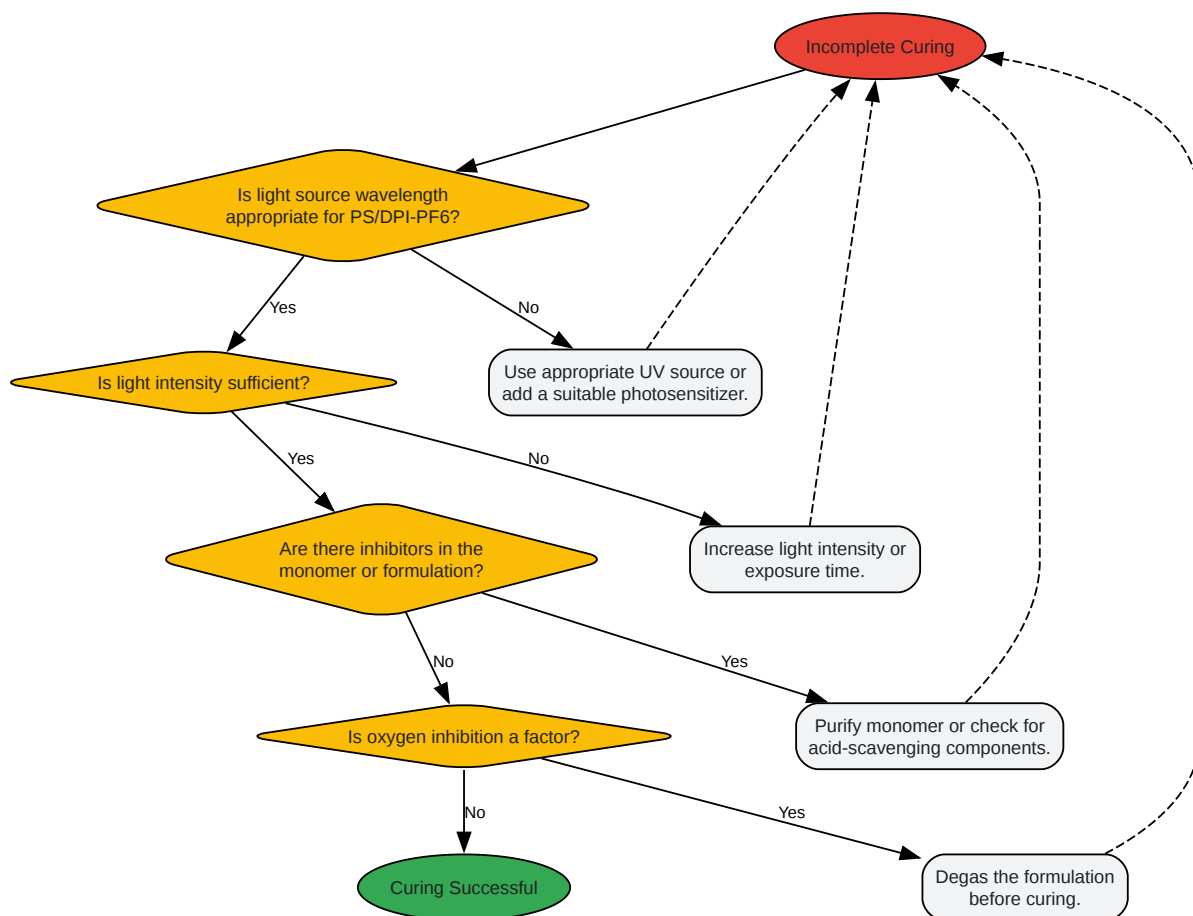 Incomplete Curing
Is light source wavelength
appropriate for PS/DPI-PF6?
Yes
No
Use appropriate UV source or
add a suitable photosensitizer.
Is light intensity sufficient?
Yes
No
Increase light intensity or
exposure time.
Are there inhibitors in the
monomer or formulation?
No
Yes
Purify monomer or check for
acid-scavenging components.
Is oxygen inhibition a factor?
No
Yes
Degas the formulation
before curing.
Curing Successful